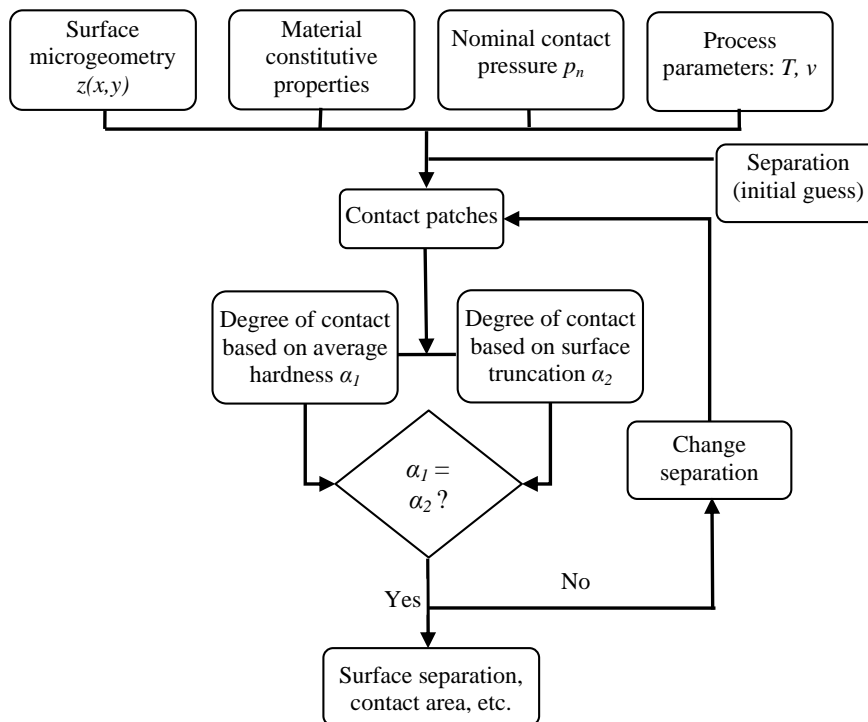 Surface
microgeometry
z(x,y)
Material
constitutive
properties
Nominal contact
pressure pₙ
Process
parameters: T, v
Separation
(initial guess)
Contact patches
Degree of contact
based on average
hardness α₁
Degree of contact
based on surface
truncation α₂
Change
separation
α₁ =
α₂ ?
No
Yes
Surface separation,
contact area, etc.